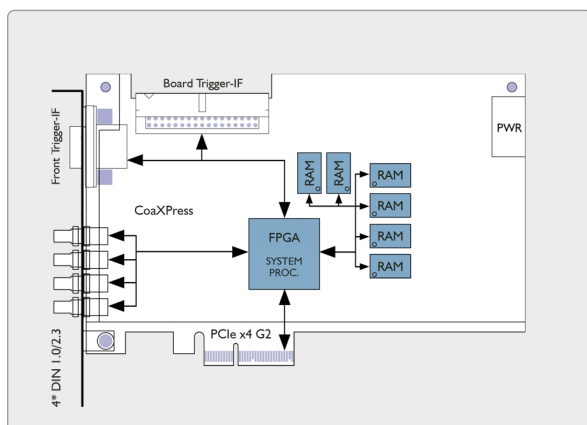 Board Trigger-IF
Front Trigger-IF
PWR
RAM
RAM
RAM
RAM
RAM
RAM
CoaXPress
FPGA
SYSTEM
PROC.
PCIe x4 G2
4* DIN 1.0/2.3